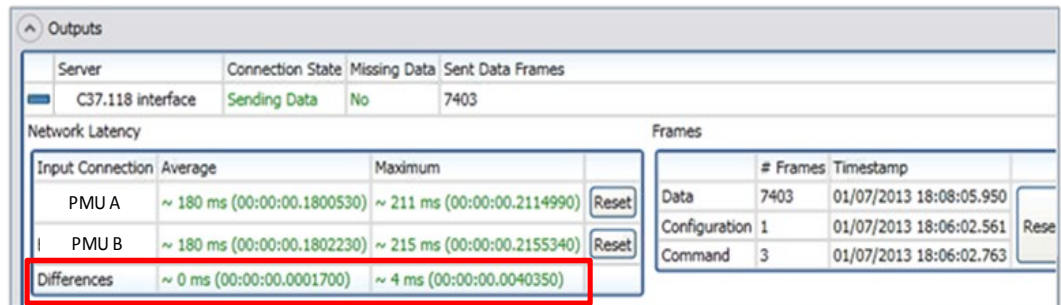 Outputs
Server Connection State Missing Data Sent Data Frames
C37.118 interface Sending Data No 7403
Network Latency
Input Connection Average Maximum
PMU A ~ 180 ms (00:00:00.1800530) ~ 211 ms (00:00:00.2114990) Reset
PMU B ~ 180 ms (00:00:00.1802230) ~ 215 ms (00:00:00.2155340) Reset
Differences ~ 0 ms (00:00:00.0001700) ~ 4 ms (00:00:00.0040350)
Frames
# Frames Timestamp
Data 7403 01/07/2013 18:08:05.950
Configuration 1 01/07/2013 18:06:02.561
Command 3 01/07/2013 18:06:02.763
Rese